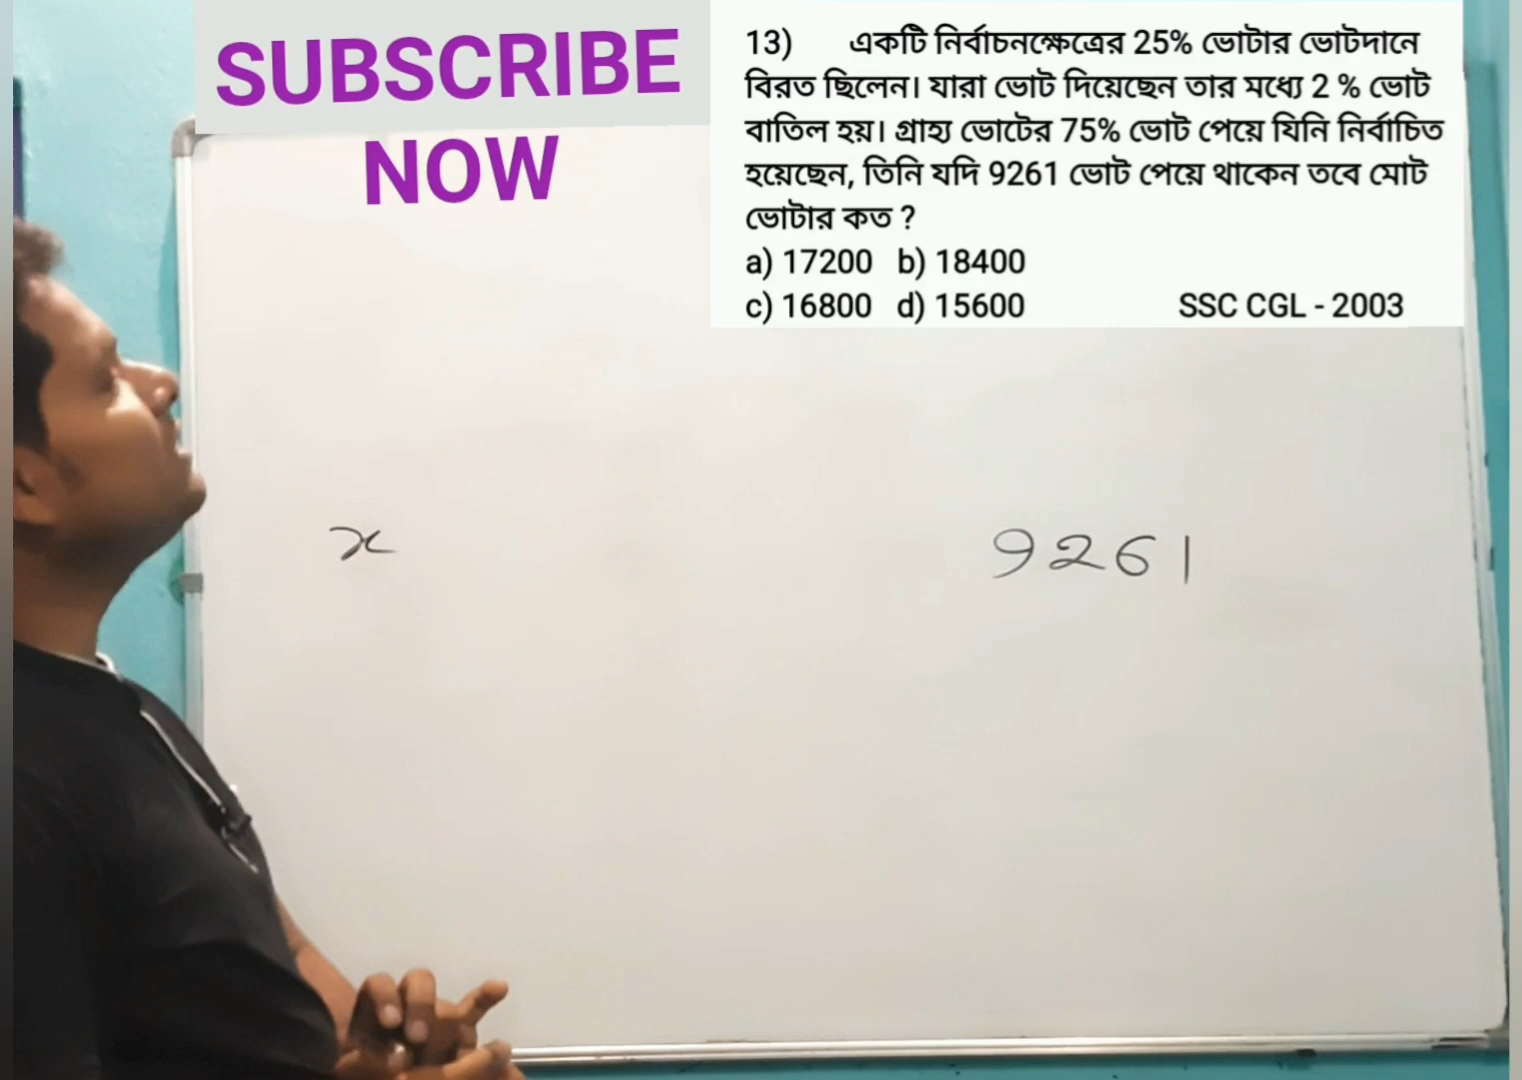 SUBSCRIBE
NOW
13) একটি নির্বাচনক্ষেত্রের 25% ভোটার ভোটদানে
বিরত ছিলেন। যারা ভোট দিয়েছেন তার মধ্যে 2 % ভোট
বাতিল হয়। গ্রাহ্য ভোটের 75% ভোট পেয়ে যিনি নির্বাচিত
হয়েছেন, তিনি যদি 9261 ভোট পেয়ে থাকেন তবে মোট
ভোটার কত ?
a) 17200 b) 18400
c) 16800 d) 15600 SSC CGL - 2003
x 9261